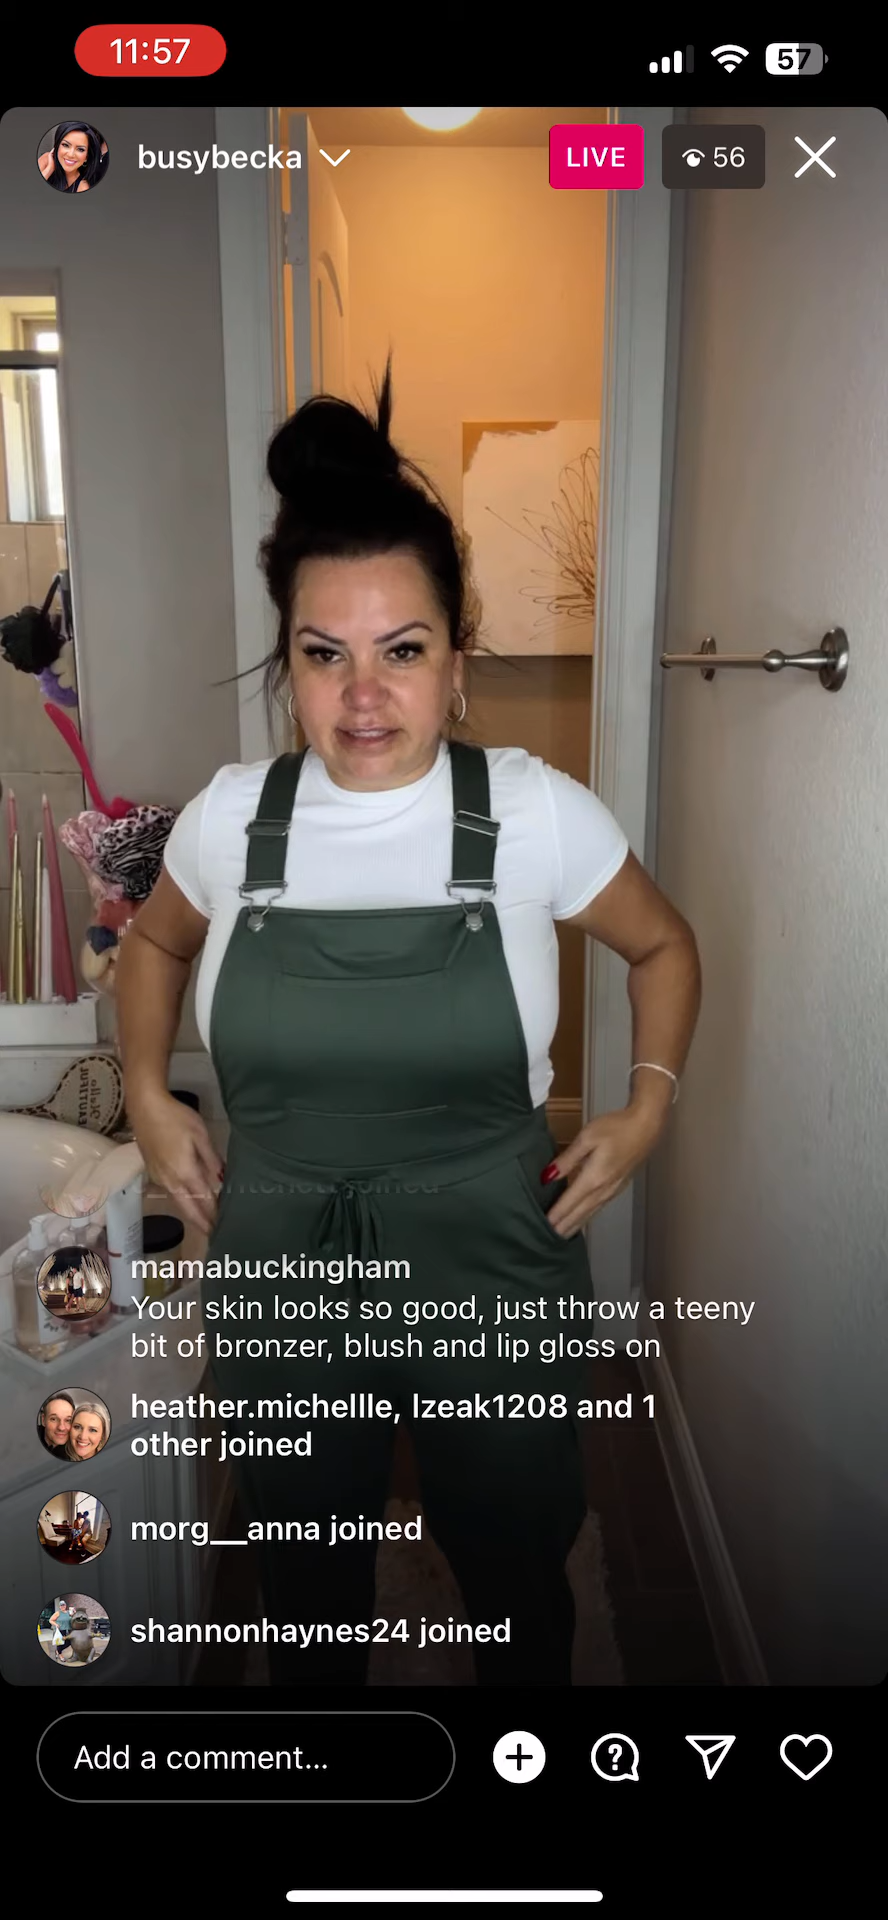 11:57
57
busybecka
LIVE
56
joined
mamabuckingham
Your skin looks so good, just throw a teeny
bit of bronzer, blush and lip gloss on
heather.michellle, lzeak1208 and 1
other joined
morg__anna joined
shannonhaynes24 joined
Add a comment...